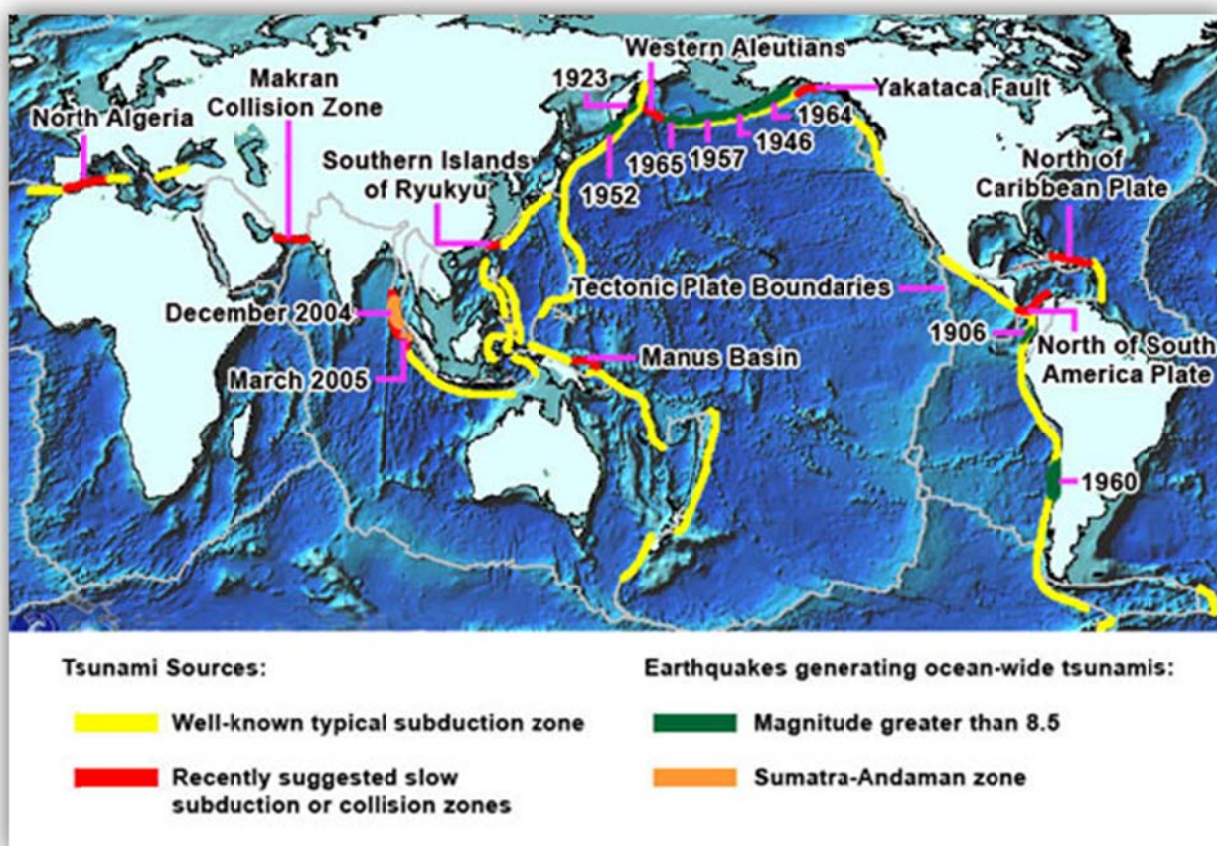 Western Aleutians
1923
Makran
Collision Zone
Yakataca Fault
North Algeria
1964
1946
1965
1957
Southern Islands
of Ryukyu
North of
Caribbean Plate
1952
Tectonic Plate Boundaries
December 2004
1906
Manus Basin
North of South
America Plate
March 2005
1960
Tsunami Sources:
Well-known typical subduction zone
Recently suggested slow
subduction or collision zones
Earthquakes generating ocean-wide tsunamis:
Magnitude greater than 8.5
Sumatra-Andaman zone